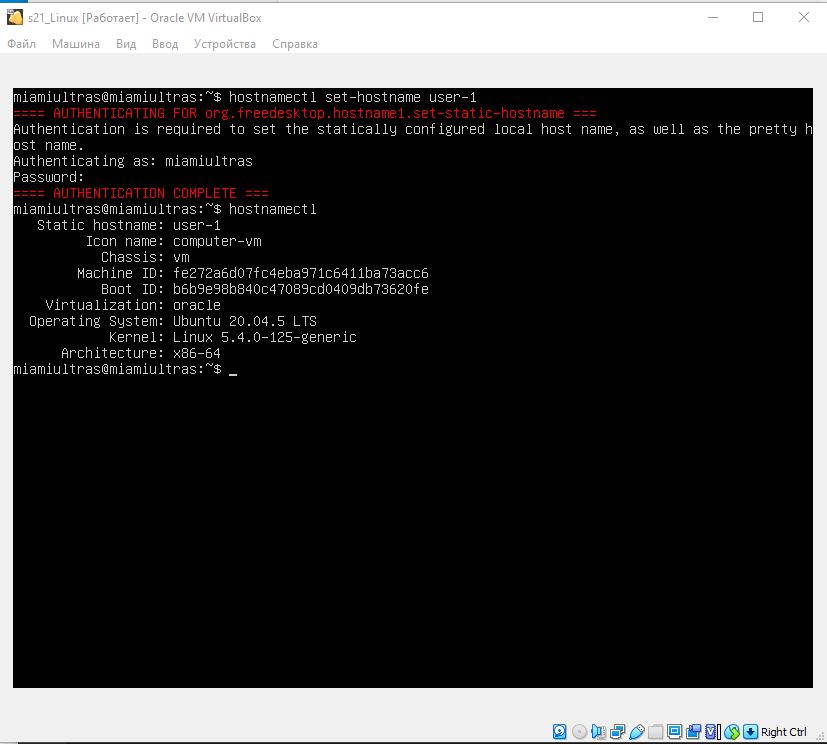 s21_Linux [Работает] - Oracle VM VirtualBox
Файл Машина Вид Ввод Устройства Справка
miamiultras@miamiultras:~$ hostnamectl set-hostname user-1
==== AUTHENTICATING FOR org.freedesktop.hostname1.set-static-hostname ===
Authentication is required to set the statically configured local host name, as well as the pretty h
ost name.
Authenticating as: miamiultras
Password:
==== AUTHENTICATION COMPLETE ===
miamiultras@miamiultras:~$ hostnamectl
Static hostname: user-1
Icon name: computer-vm
Chassis: vm
Machine ID: fe272a6d07fc4eba971c6411ba73acc6
Boot ID: b6b9e98b840c47089cd0409db73620fe
Virtualization: oracle
Operating System: Ubuntu 20.04.5 LTS
Kernel: Linux 5.4.0-125-generic
Architecture: x86-64
miamiultras@miamiultras:~$ _
Right Ctrl